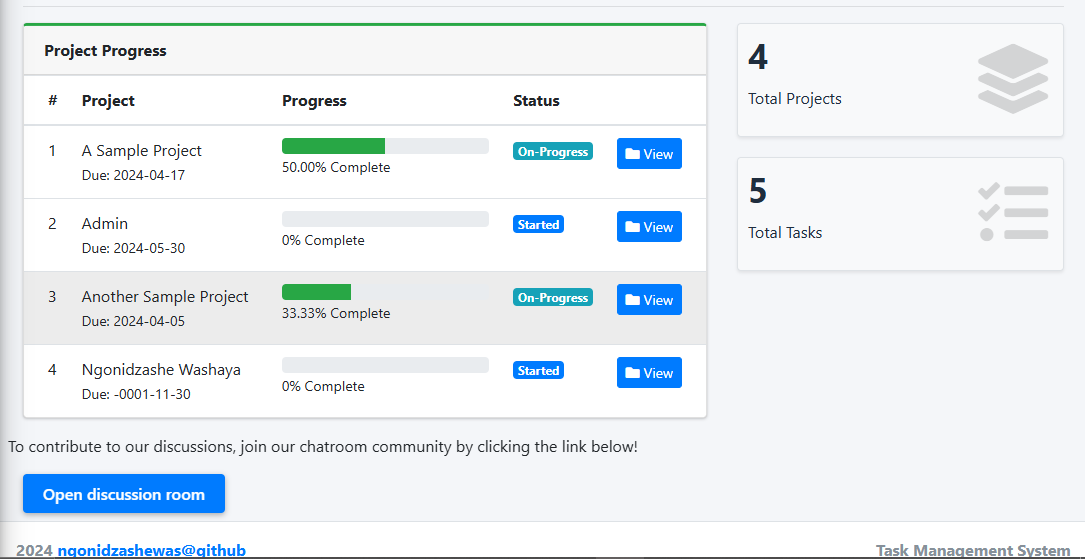 Project Progress
# Project Progress Status
1 A Sample Project On-Progress View
Due: 2024-04-17 50.00% Complete
2 Admin Started View
Due: 2024-05-30 0% Complete
3 Another Sample Project On-Progress View
Due: 2024-04-05 33.33% Complete
4 Ngonidzashe Washaya Started View
Due: -0001-11-30 0% Complete
4
Total Projects
5
Total Tasks
To contribute to our discussions, join our chatroom community by clicking the link below!
Open discussion room
2024 ngonidzashewas@github Task Management System